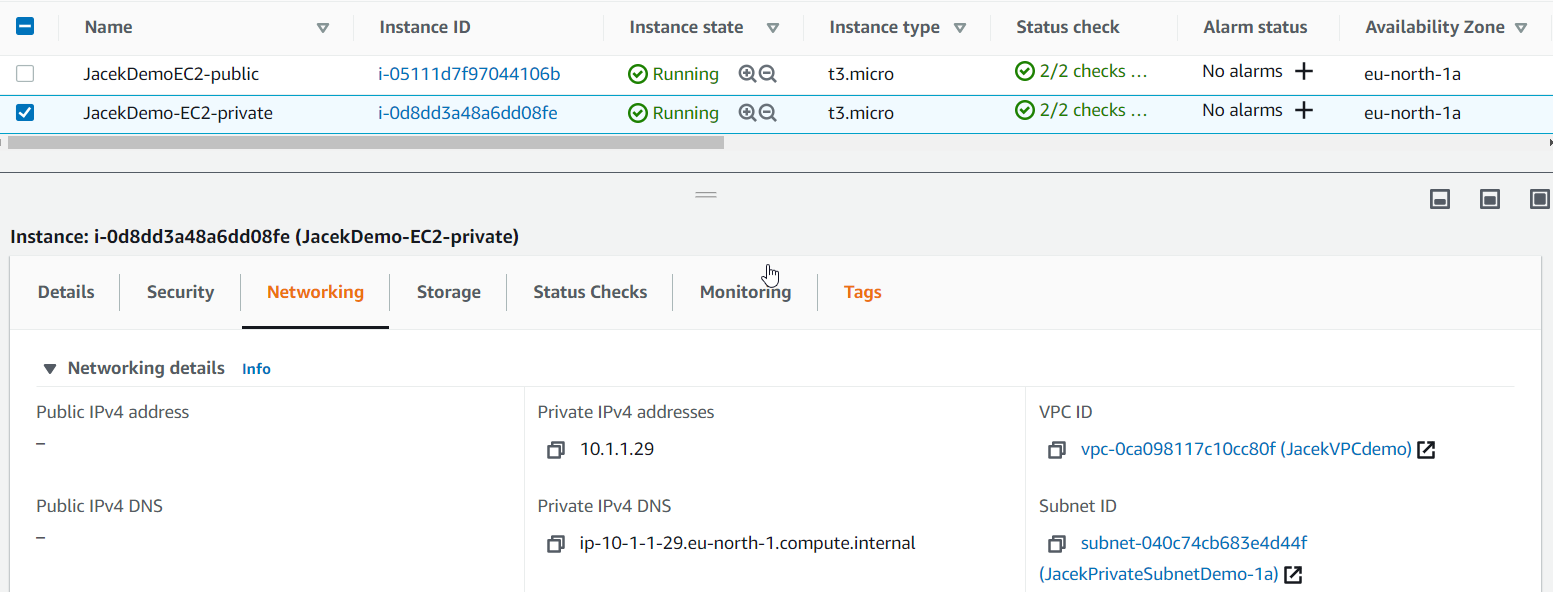 Name Instance ID Instance state Instance type Status check Alarm status Availability Zone
JacekDemoEC2-public i-05111d7f97044106b Running t3.micro 2/2 checks ... No alarms eu-north-1a
JacekDemo-EC2-private i-0d8dd3a48a6dd08fe Running t3.micro 2/2 checks ... No alarms eu-north-1a
Instance: i-0d8dd3a48a6dd08fe (JacekDemo-EC2-private)
Details Security Networking Storage Status Checks Monitoring Tags
Networking details Info
Public IPv4 address Private IPv4 addresses VPC ID
– 10.1.1.29 vpc-0ca098117c10cc80f (JacekVPCdemo)
Public IPv4 DNS Private IPv4 DNS Subnet ID
– ip-10-1-1-29.eu-north-1.compute.internal subnet-040c74cb683e4d44f
(JacekPrivateSubnetDemo-1a)